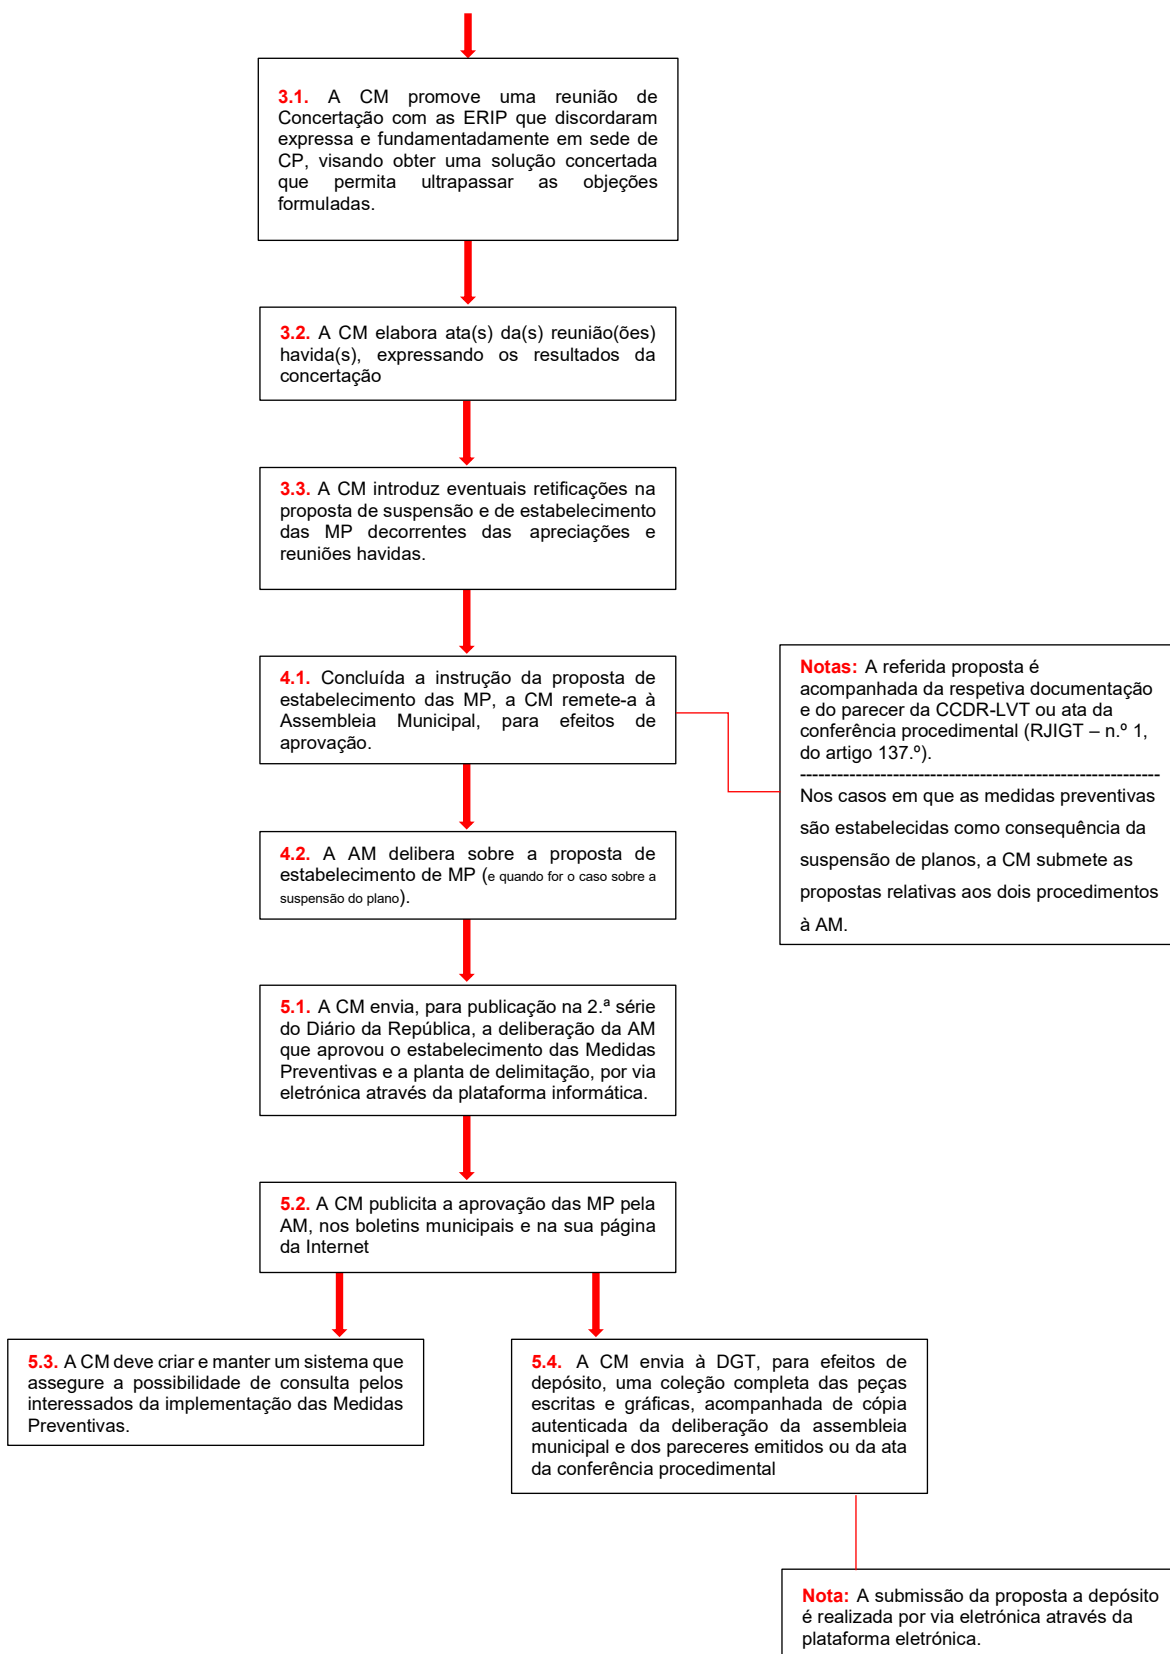 3.1. A CM promove uma reunião de
Concertação com as ERIP que discordaram
expressa e fundamentadamente em sede de
CP, visando obter uma solução concertada
que permita ultrapassar as objeções
formuladas.
3.2. A CM elabora ata(s) da(s) reunião(ões)
havida(s), expressando os resultados da
concertação
3.3. A CM introduz eventuais retificações na
proposta de suspensão e de estabelecimento
das MP decorrentes das apreciações e
reuniões havidas.
4.1. Concluída a instrução da proposta de
estabelecimento das MP, a CM remete-a à
Assembleia Municipal, para efeitos de
aprovação.
Notas: A referida proposta é
acompanhada da respetiva documentação
e do parecer da CCDR-LVT ou ata da
conferência procedimental (RJIGT – n.º 1,
do artigo 137.º).
----------------------------------------------------------
Nos casos em que as medidas preventivas
são estabelecidas como consequência da
suspensão de planos, a CM submete as
propostas relativas aos dois procedimentos
à AM.
4.2. A AM delibera sobre a proposta de
estabelecimento de MP (e quando for o caso sobre a
suspensão do plano).
5.1. A CM envia, para publicação na 2.ª série
do Diário da República, a deliberação da AM
que aprovou o estabelecimento das Medidas
Preventivas e a planta de delimitação, por via
eletrónica através da plataforma informática.
5.2. A CM publicita a aprovação das MP pela
AM, nos boletins municipais e na sua página
da Internet
5.3. A CM deve criar e manter um sistema que
assegure a possibilidade de consulta pelos
interessados da implementação das Medidas
Preventivas.
5.4. A CM envia à DGT, para efeitos de
depósito, uma coleção completa das peças
escritas e gráficas, acompanhada de cópia
autenticada da deliberação da assembleia
municipal e dos pareceres emitidos ou da ata
da conferência procedimental
Nota: A submissão da proposta a depósito
é realizada por via eletrónica através da
plataforma eletrónica.